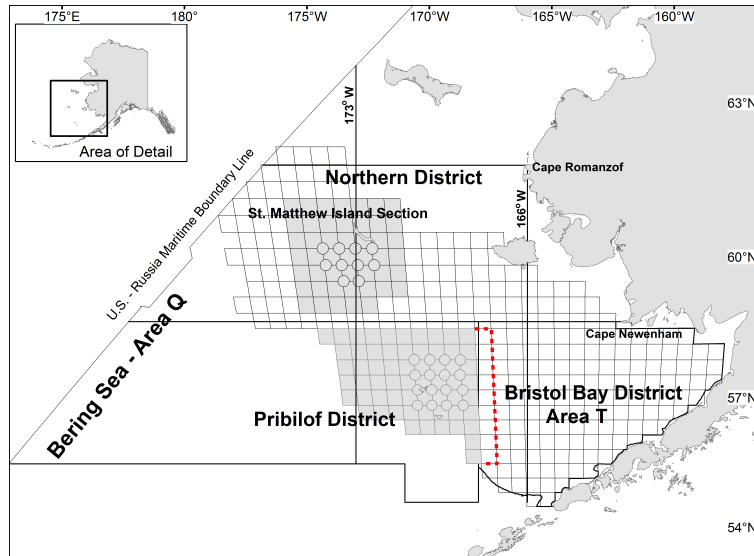 175°E
180°
175°W
170°W
165°W
160°W
63°N
173° W
Area of Detail
Cape Romanzof
Northern District
U.S. - Russia Maritime Boundary Line
St. Matthew Island Section
166° W
60°N
Bering Sea - Area Q
Cape Newenham
Bristol Bay District
Area T
57°N
Pribilof District
54°N